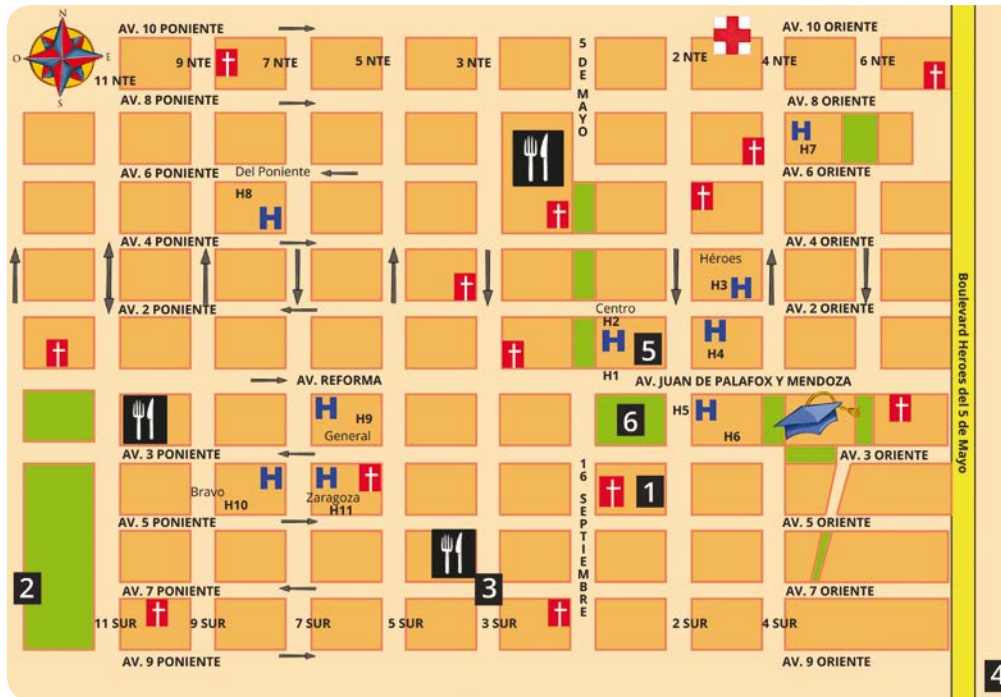 N
O
E
S
AV. 10 PONIENTE
AV. 10 ORIENTE
5 DE MAYO
11 NTE
9 NTE
7 NTE
5 NTE
3 NTE
2 NTE
4 NTE
6 NTE
AV. 8 PONIENTE
AV. 8 ORIENTE
H
H7
AV. 6 PONIENTE
Del Poniente
AV. 6 ORIENTE
H8
H
AV. 4 PONIENTE
AV. 4 ORIENTE
Héroes
H3
H
AV. 2 PONIENTE
AV. 2 ORIENTE
Centro
H2
H
5
H1
H
H4
Boulevard Heroes del 5 de Mayo
AV. REFORMA
AV. JUAN DE PALAFOX Y MENDOZA
H
H9
General
6
H5
H
H6
AV. 3 PONIENTE
AV. 3 ORIENTE
Bravo
H
H10
H
Zaragoza
H11
16 SEPTIEMBRE
1
AV. 5 PONIENTE
AV. 5 ORIENTE
2
3
AV. 7 PONIENTE
AV. 7 ORIENTE
11 SUR
9 SUR
7 SUR
5 SUR
3 SUR
2 SUR
4 SUR
AV. 9 PONIENTE
AV. 9 ORIENTE
4